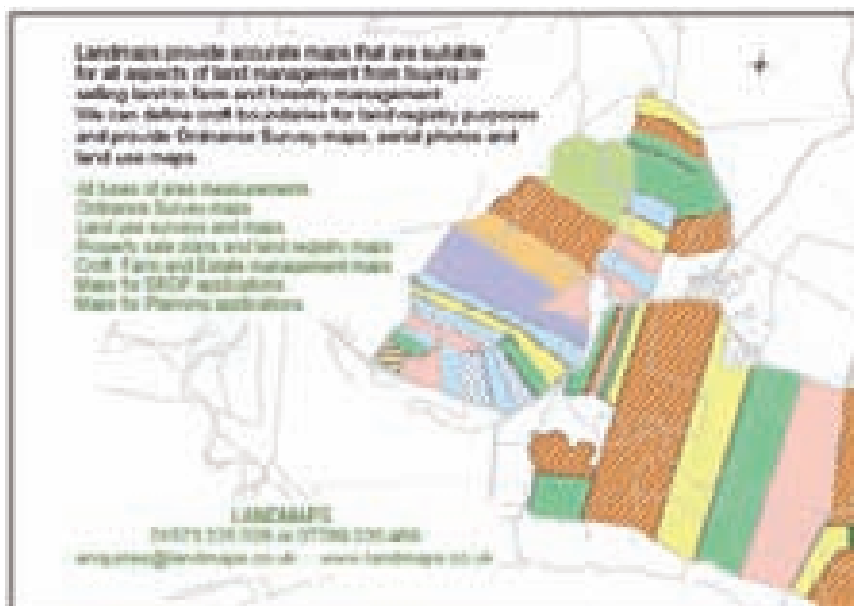 Landmaps provide accurate maps that are suitable
for all aspects of land management from buying or
selling land to farm and forestry management
We can define croft boundaries for land registry purposes
and provide Ordnance Survey maps, aerial photos and
land use maps
All types of area measurements
Ordnance Survey maps
Land use surveys and maps
Property sale plans and land registry maps
Croft, Farm and Estate management maps
Maps for SRDP applications
Maps for Planning applications
LANDMAPS
or
enquiries@landmaps.co.uk www.landmaps.co.uk